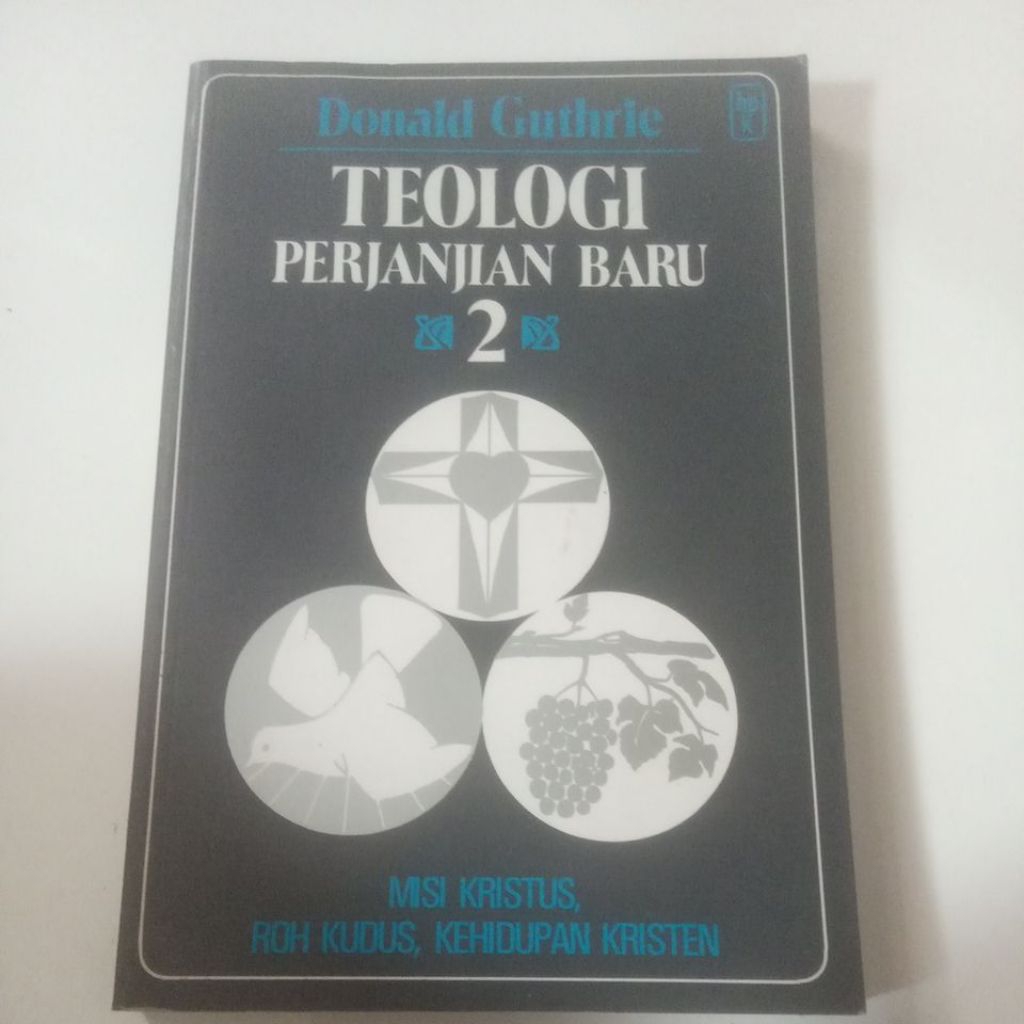 Donald Guthrie
TEOLOGI
PERJANJIAN BARU
2
MISI KRISTUS,
ROH KUDUS, KEHIDUPAN KRISTEN